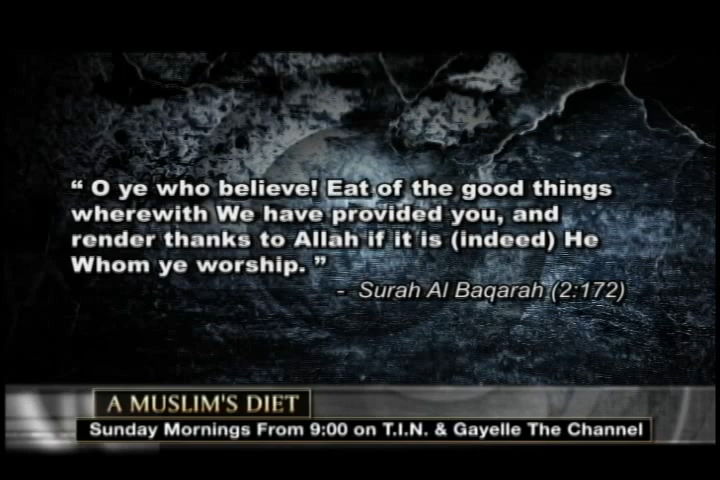 “ O ye who believe! Eat of the good things
wherewith We have provided you, and
render thanks to Allah if it is (indeed) He
Whom ye worship. ”
- Surah Al Baqarah (2:172)
A MUSLIM'S DIET
Sunday Mornings From 9:00 on T.I.N. & Gayelle The Channel